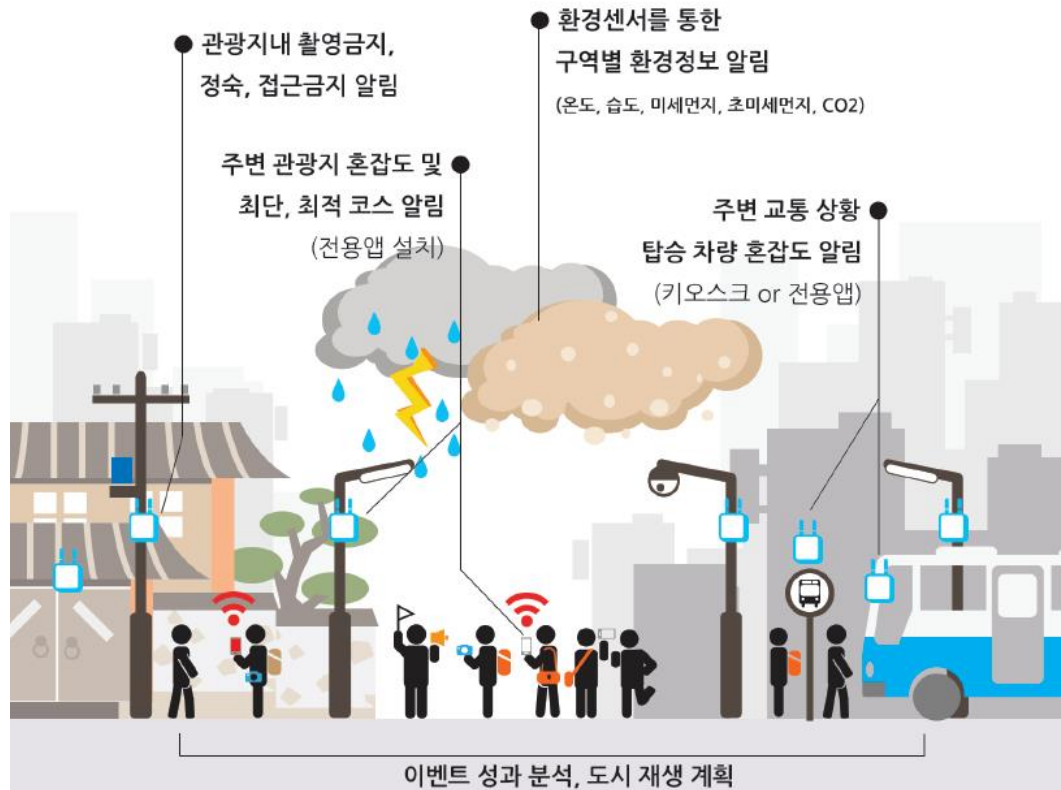 관광지내 촬영금지,
정숙, 접근금지 알림
환경센서를 통한
구역별 환경정보 알림
(온도, 습도, 미세먼지, 초미세먼지, CO2)
주변 관광지 혼잡도 및
최단, 최적 코스 알림
(전용앱 설치)
주변 교통 상황
탑승 차량 혼잡도 알림
(키오스크 or 전용앱)
이벤트 성과 분석, 도시 재생 계획